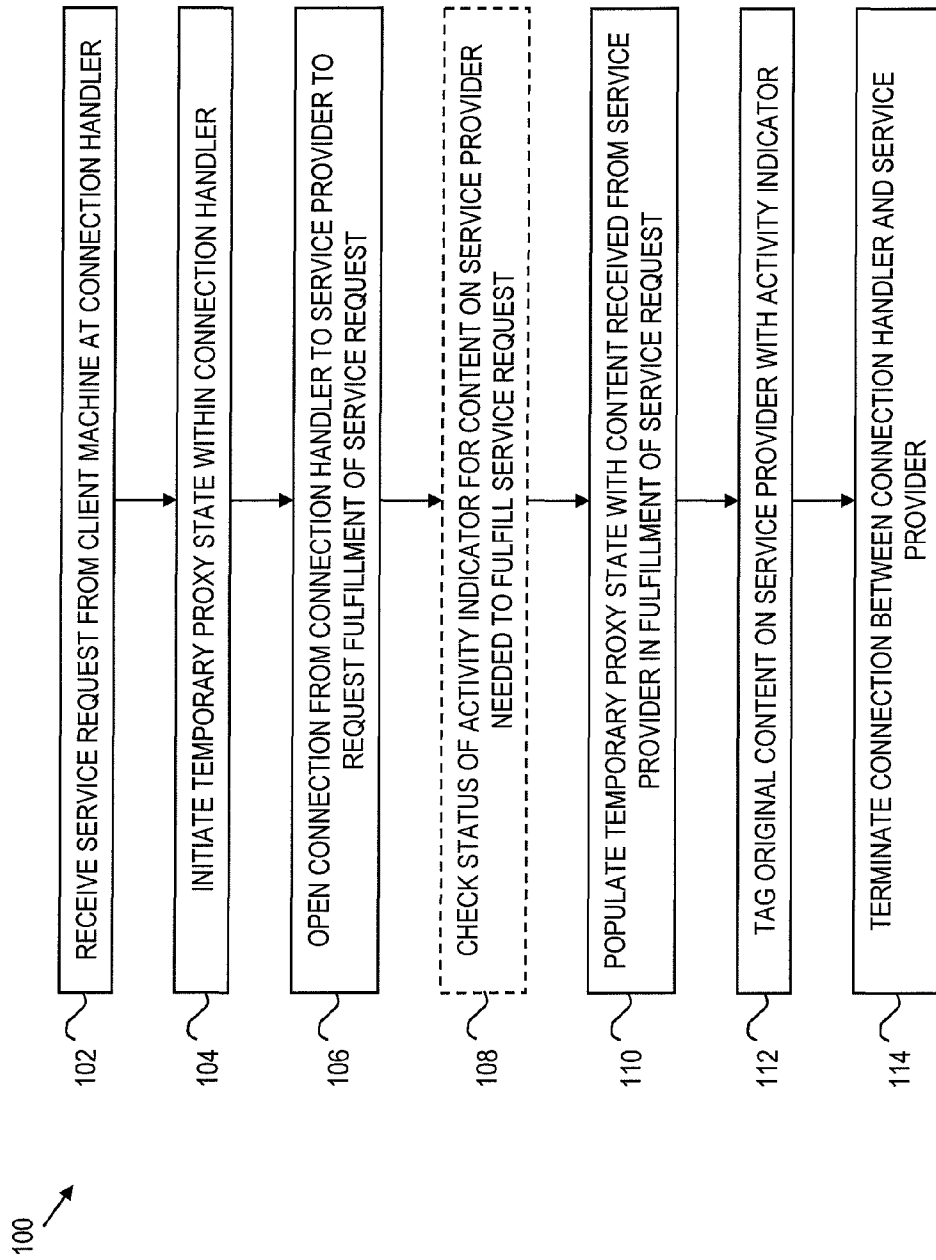 100
102
RECEIVE SERVICE REQUEST FROM CLIENT MACHINE AT CONNECTION HANDLER
104
INITIATE TEMPORARY PROXY STATE WITHIN CONNECTION HANDLER
106
OPEN CONNECTION FROM CONNECTION HANDLER TO SERVICE PROVIDER TO
REQUEST FULFILLMENT OF SERVICE REQUEST
108
CHECK STATUS OF ACTIVITY INDICATOR FOR CONTENT ON SERVICE PROVIDER
NEEDED TO FULFILL SERVICE REQUEST
110
POPULATE TEMPORARY PROXY STATE WITH CONTENT RECEIVED FROM SERVICE
PROVIDER IN FULFILLMENT OF SERVICE REQUEST
112
TAG ORIGINAL CONTENT ON SERVICE PROVIDER WITH ACTIVITY INDICATOR
114
TERMINATE CONNECTION BETWEEN CONNECTION HANDLER AND SERVICE
PROVIDER